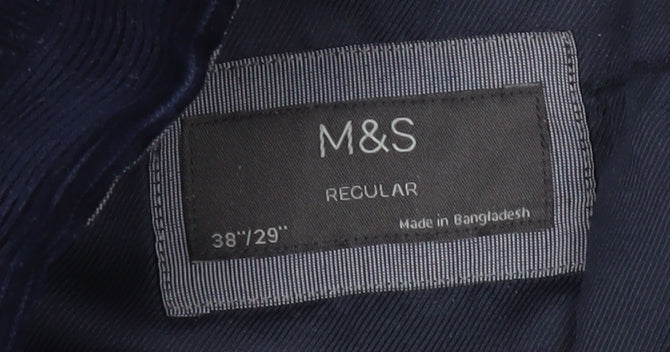 M&S
REGULAR
38"/29"
Made in Bangladesh